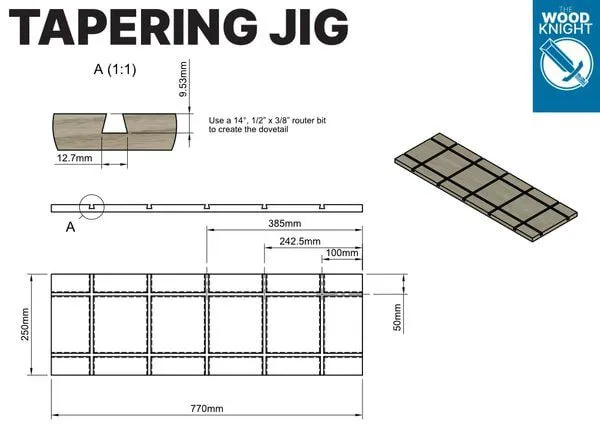 TAPERING JIG
THE
WOOD
KNIGHT
A (1:1)
9.53mm
Use a 14°, 1/2" x 3/8" router bit
to create the dovetail
12.7mm
A
385mm
242.5mm
100mm
250mm
50mm
770mm